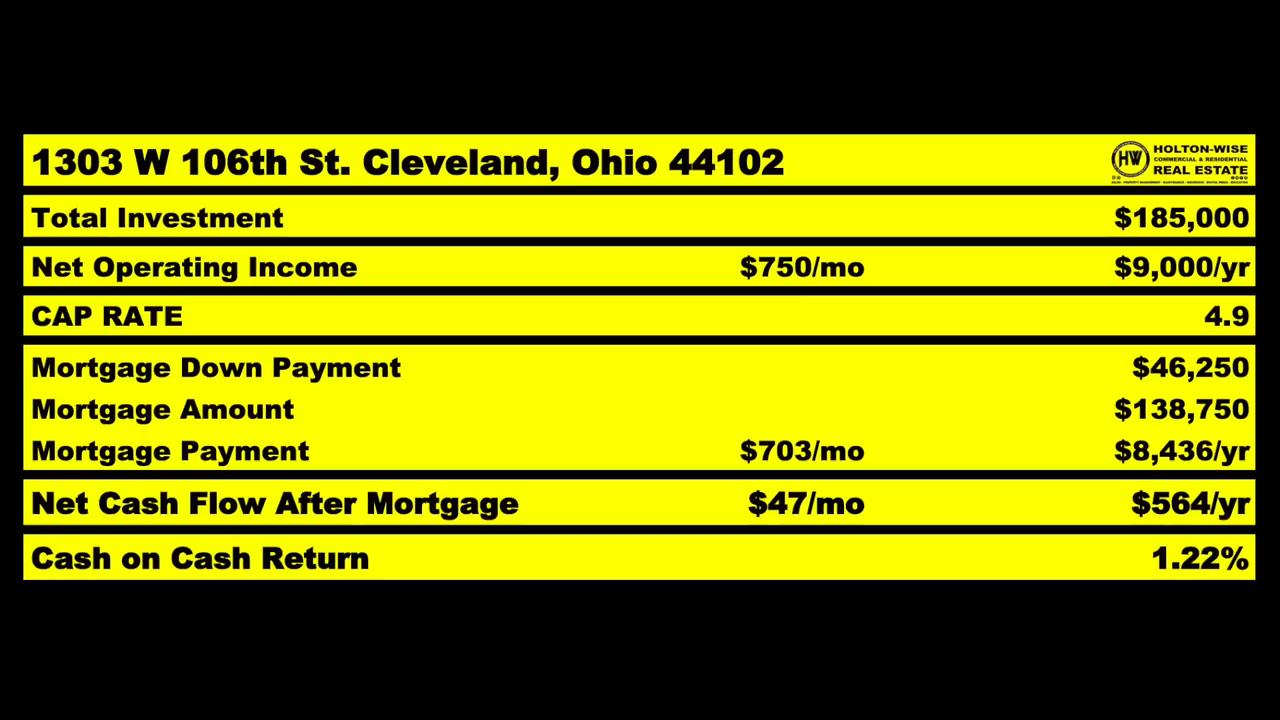 1303 W 106th St. Cleveland, Ohio 44102
HW
HOLTON-WISE
COMMERCIAL & RESIDENTIAL
REAL ESTATE
Total Investment $185,000
Net Operating Income $750/mo $9,000/yr
CAP RATE 4.9
Mortgage Down Payment $46,250
Mortgage Amount $138,750
Mortgage Payment $703/mo $8,436/yr
Net Cash Flow After Mortgage $47/mo $564/yr
Cash on Cash Return 1.22%